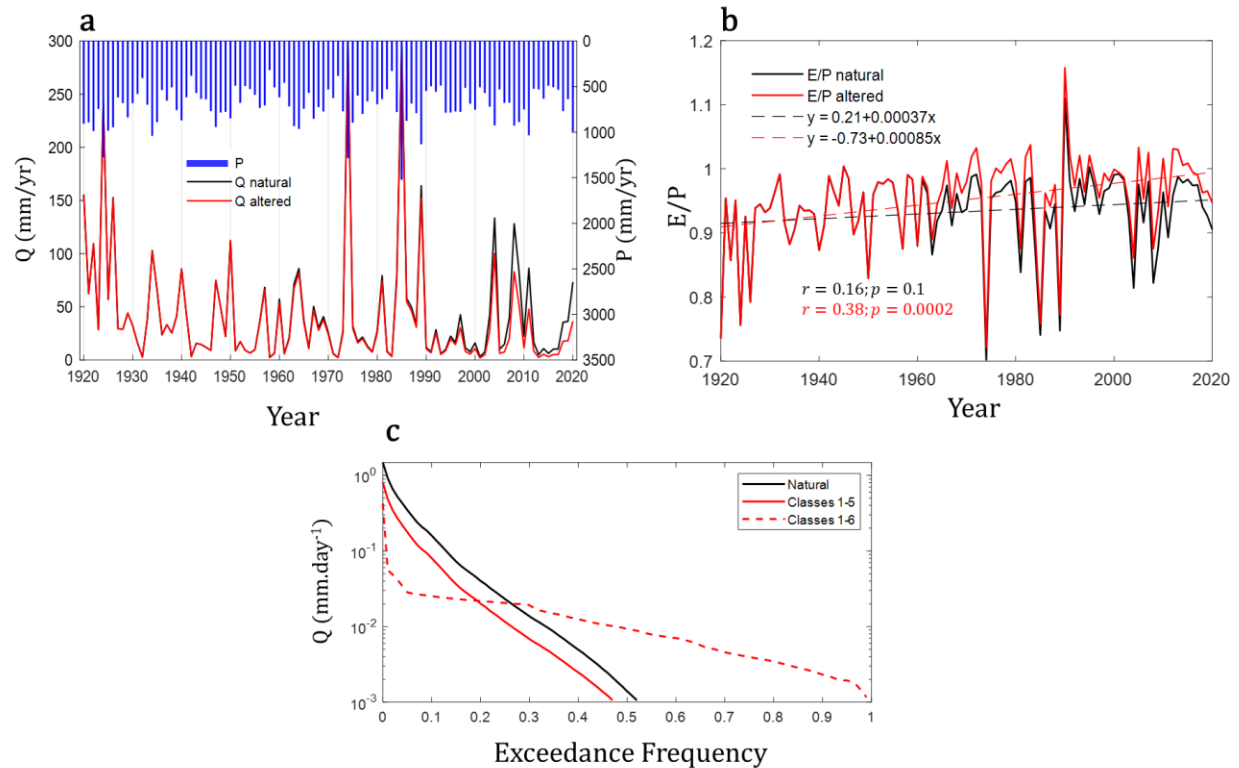 a
300
250
200
150
100
50
0
Q (mm/yr)
0
500
1000
1500
2000
2500
3000
3500
P (mm/yr)
P
Q natural
Q altered
1920 1930 1940 1950 1960 1970 1980 1990 2000 2010 2020
Year
b
1.2
1.1
1
0.9
0.8
0.7
E/P
E/P natural
E/P altered
y = 0.21+0.00037x
y = -0.73+0.00085x
r = 0.16; p = 0.1
r = 0.38; p = 0.0002
1920 1940 1960 1980 2000 2020
Year
c
10⁰
10⁻¹
10⁻²
10⁻³
Q (mm.day⁻¹)
Natural
Classes 1-5
Classes 1-6
0 0.1 0.2 0.3 0.4 0.5 0.6 0.7 0.8 0.9 1
Exceedance Frequency